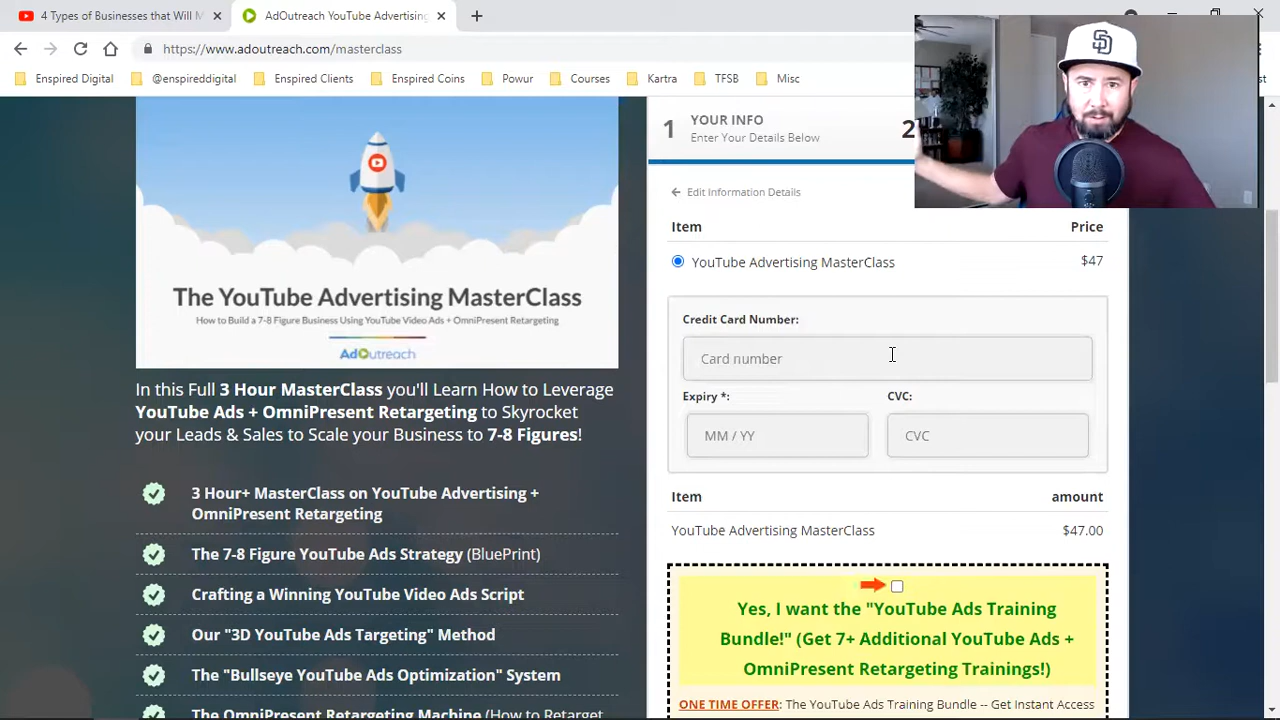 4 Types of Businesses that Will M
AdOutreach YouTube Advertising
https://www.adoutreach.com/masterclass
Enspired Digital
@enspireddigital
Enspired Clients
Enspired Coins
Powur
Courses
Kartra
TFSB
Misc
The YouTube Advertising MasterClass
How to Build a 7-8 Figure Business Using YouTube Video Ads + OmniPresent Retargeting
AdOutreach
In this Full 3 Hour MasterClass you'll Learn How to Leverage
YouTube Ads + OmniPresent Retargeting to Skyrocket
your Leads & Sales to Scale your Business to 7-8 Figures!
3 Hour+ MasterClass on YouTube Advertising +
OmniPresent Retargeting
The 7-8 Figure YouTube Ads Strategy (BluePrint)
Crafting a Winning YouTube Video Ads Script
Our "3D YouTube Ads Targeting" Method
The "Bullseye YouTube Ads Optimization" System
The OmniPresent Retargeting Machine (How to Retarget
1 YOUR INFO
Enter Your Details Below
2
Edit Information Details
Item Price
YouTube Advertising MasterClass $47
Credit Card Number:
Card number
Expiry *: CVC:
MM / YY CVC
Item amount
YouTube Advertising MasterClass $47.00
Yes, I want the "YouTube Ads Training
Bundle!" (Get 7+ Additional YouTube Ads +
OmniPresent Retargeting Trainings!)
ONE TIME OFFER: The YouTube Ads Training Bundle -- Get Instant Access
SD